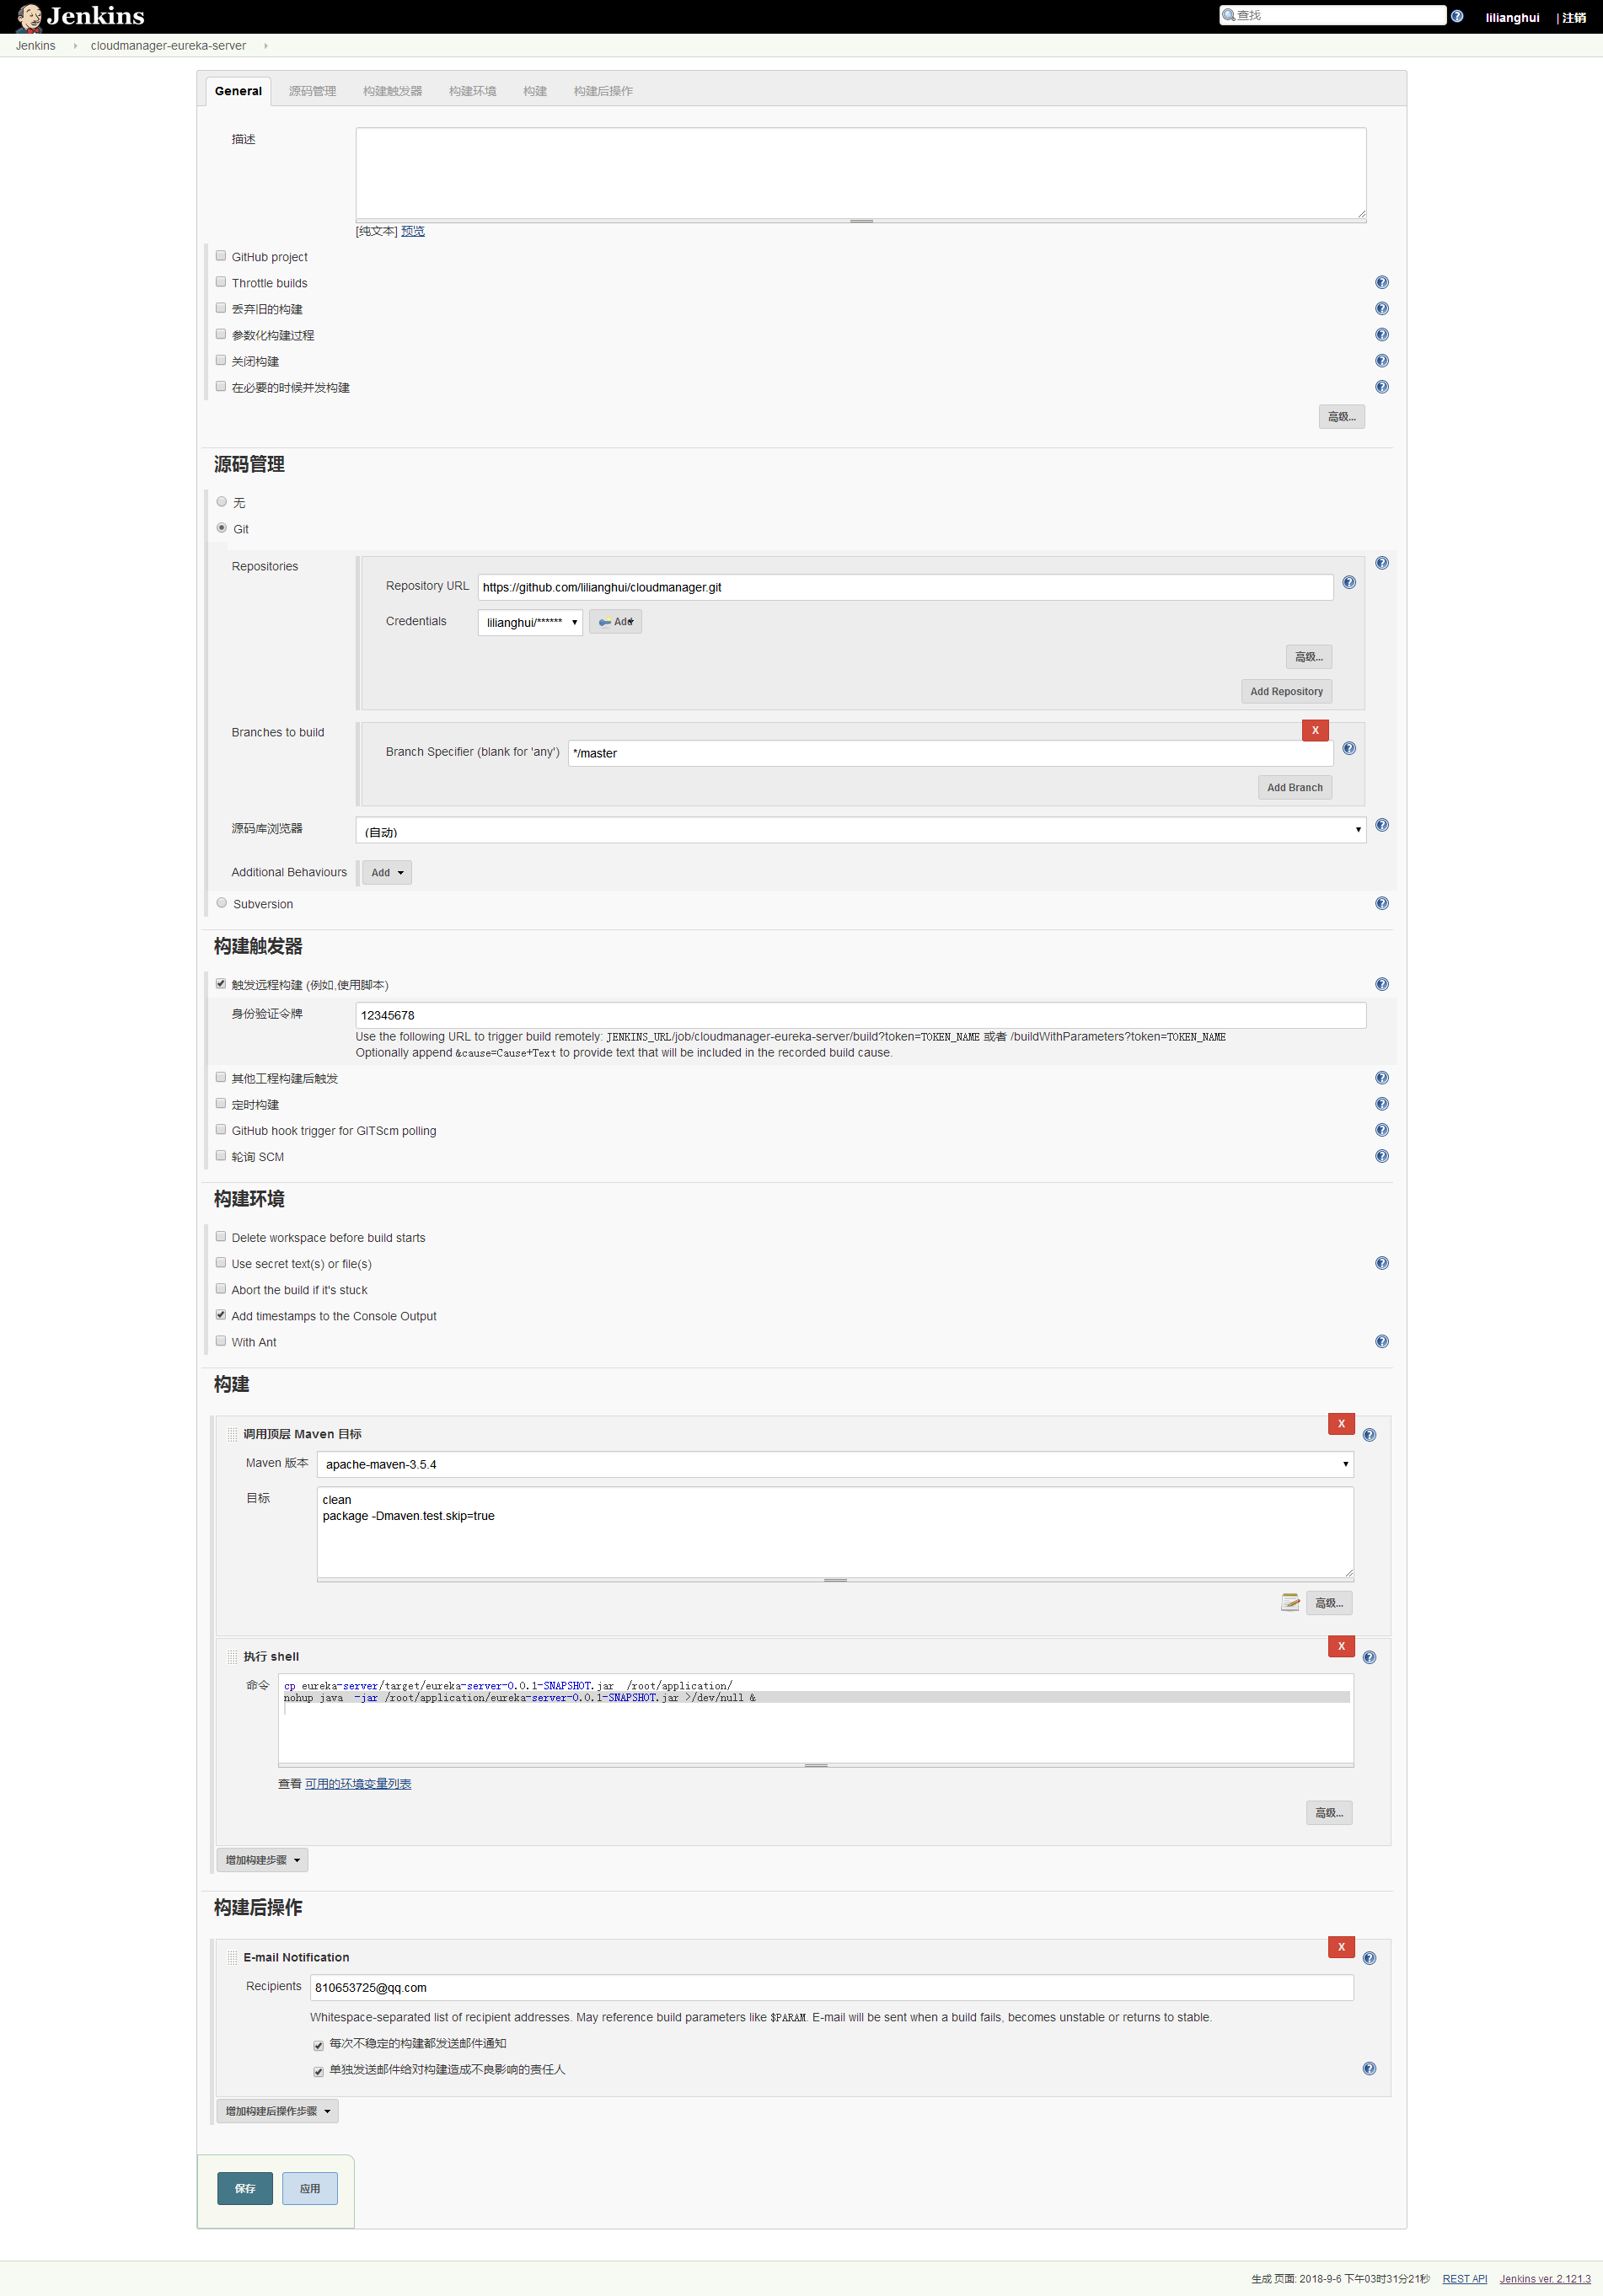 Jenkins
查找
lilianghui
| 注销
Jenkins
cloudmanager-eureka-server
General
源码管理
构建触发器
构建环境
构建
构建后操作
描述
[纯文本] 预览
GitHub project
Throttle builds
丢弃旧的构建
参数化构建过程
关闭构建
在必要的时候并发构建
高级...
源码管理
无
Git
Repositories
Repository URL
https://github.com/lilianghui/cloudmanager.git
Credentials
lilianghui/******
Add
高级...
Add Repository
Branches to build
X
Branch Specifier (blank for 'any')
*/master
Add Branch
源码库浏览器
(自动)
Additional Behaviours
Add
Subversion
构建触发器
触发远程构建 (例如,使用脚本)
身份验证令牌
12345678
Use the following URL to trigger build remotely: JENKINS_URL/job/cloudmanager-eureka-server/build?token=TOKEN_NAME 或者 /buildWithParameters?token=TOKEN_NAME
Optionally append &cause=Cause+Text to provide text that will be included in the recorded build cause.
其他工程构建后触发
定时构建
GitHub hook trigger for GITScm polling
轮询 SCM
构建环境
Delete workspace before build starts
Use secret text(s) or file(s)
Abort the build if it's stuck
Add timestamps to the Console Output
With Ant
构建
X
调用顶层 Maven 目标
Maven 版本
apache-maven-3.5.4
目标
clean
package -Dmaven.test.skip=true
高级...
X
执行 shell
命令
cp eureka-server/target/eureka-server-0.0.1-SNAPSHOT.jar  /root/application/
nohup java  -jar /root/application/eureka-server-0.0.1-SNAPSHOT.jar >/dev/null &
查看 可用的环境变量列表
高级...
增加构建步骤
构建后操作
X
E-mail Notification
Recipients
810653725@qq.com
Whitespace-separated list of recipient addresses. May reference build parameters like $PARAM. E-mail will be sent when a build fails, becomes unstable or returns to stable.
每次不稳定的构建都发送邮件通知
单独发送邮件给对构建造成不良影响的责任人
增加构建后操作步骤
保存
应用
生成 页面: 2018-9-6 下午03时31分21秒
REST API
Jenkins ver. 2.121.3